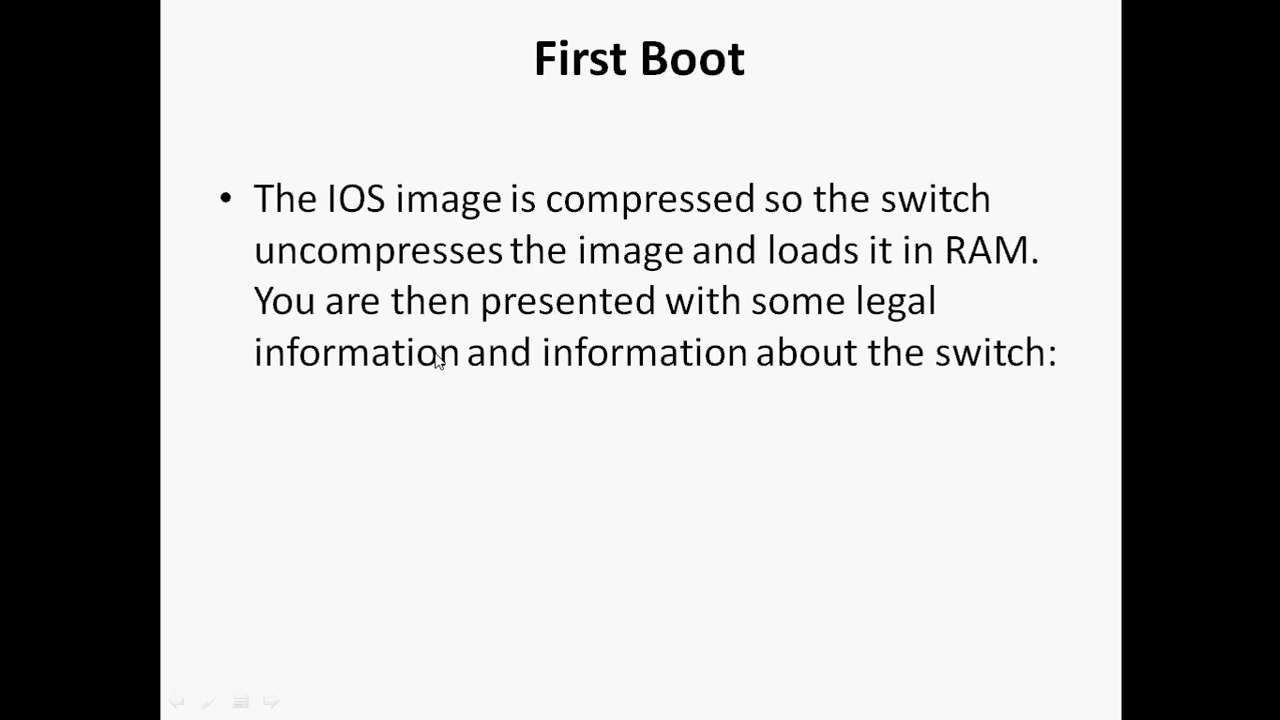 First Boot
• The IOS image is compressed so the switch
uncompresses the image and loads it in RAM.
You are then presented with some legal
information and information about the switch: